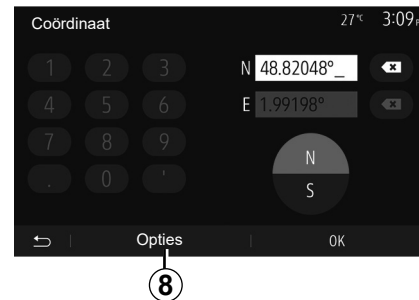 Coördinaat 27°c 3:09
1 2 3 N 48.82048°_
4 5 6 E 1.99198°
7 8 9
N
. 0 '
S
Opties OK
8